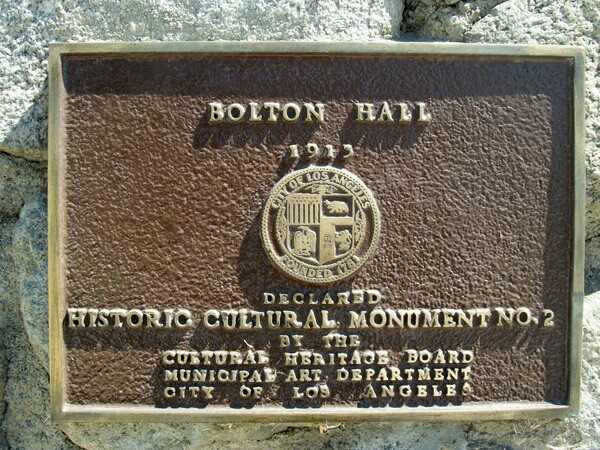 BOLTON HALL
1913
CITY OF LOS ANGELES
FOUNDED 1781
DECLARED
HISTORIC CULTURAL MONUMENT NO. 2
BY THE
CULTURAL HERITAGE BOARD
MUNICIPAL ART DEPARTMENT
CITY OF LOS ANGELES